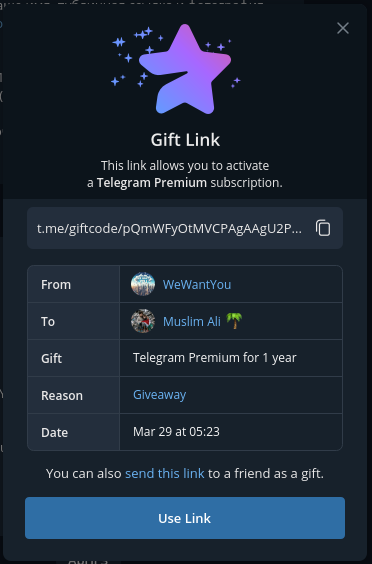 Gift Link
This link allows you to activate
a Telegram Premium subscription.
t.me/giftcode/pQmWFyOtMVCPAgAAgU2P...
From WeWantYou
To Muslim Ali 🌴
Gift Telegram Premium for 1 year
Reason Giveaway
Date Mar 29 at 05:23
You can also send this link to a friend as a gift.
Use Link